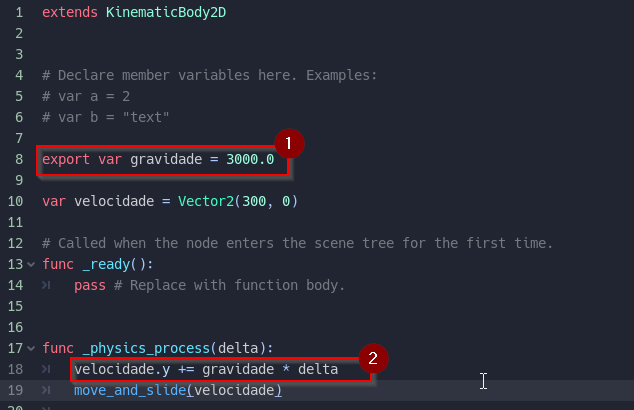 1 extends KinematicBody2D
2
3
4 # Declare member variables here. Examples:
5 # var a = 2
6 # var b = "text"
7
1
8 export var gravidade = 3000.0
9
10 var velocidade = Vector2(300, 0)
11
12 # Called when the node enters the scene tree for the first time.
13 func _ready():
14 pass # Replace with function body.
15
16
17 func _physics_process(delta):
2
18 velocidade.y += gravidade * delta
19 move_and_slide(velocidade)
20